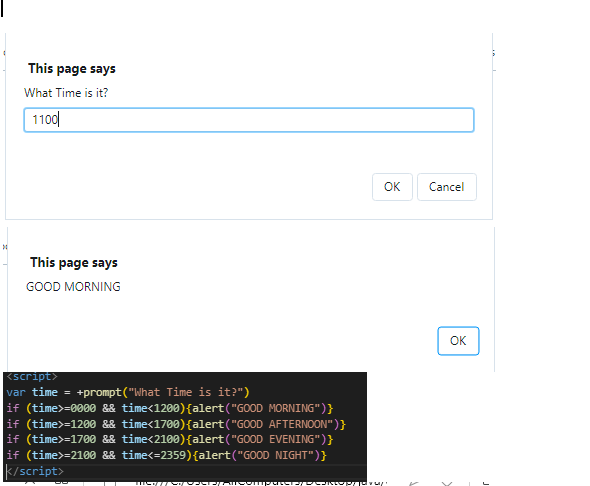 This page says
What Time is it?
1100
OK Cancel
This page says
GOOD MORNING
OK
<script>
var time = +prompt("What Time is it?")
if (time>=0000 && time<1200){alert("GOOD MORNING")}
if (time>=1200 && time<1700){alert("GOOD AFTERNOON")}
if (time>=1700 && time<2100){alert("GOOD EVENING")}
if (time>=2100 && time<=2359){alert("GOOD NIGHT")}
</script>